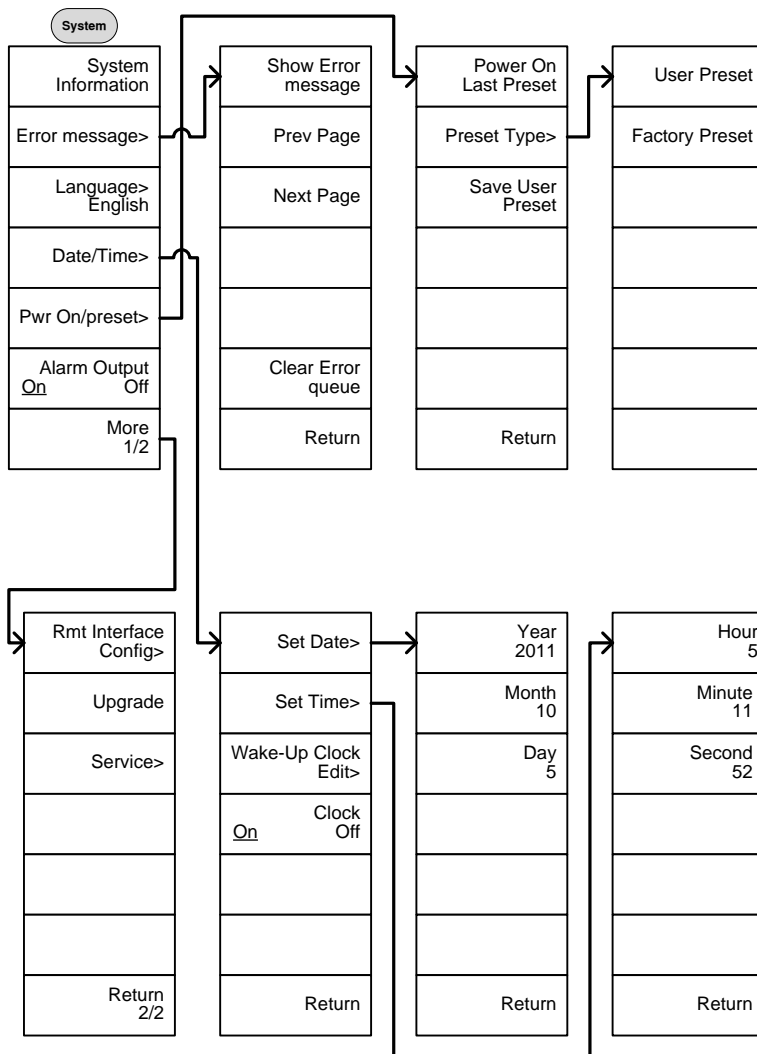 System
System
Information
Error message>
Language>
English
Date/Time>
Pwr On/preset>
Alarm Output
On Off
More
1/2
Show Error
message
Prev Page
Next Page
Clear Error
queue
Return
Power On
Last Preset
Preset Type>
Save User
Preset
Return
User Preset
Factory Preset
Rmt Interface
Config>
Upgrade
Service>
Return
2/2
Set Date>
Set Time>
Wake-Up Clock
Edit>
Clock
On Off
Return
Year
2011
Month
10
Day
5
Return
Hour
5
Minute
11
Second
52
Return